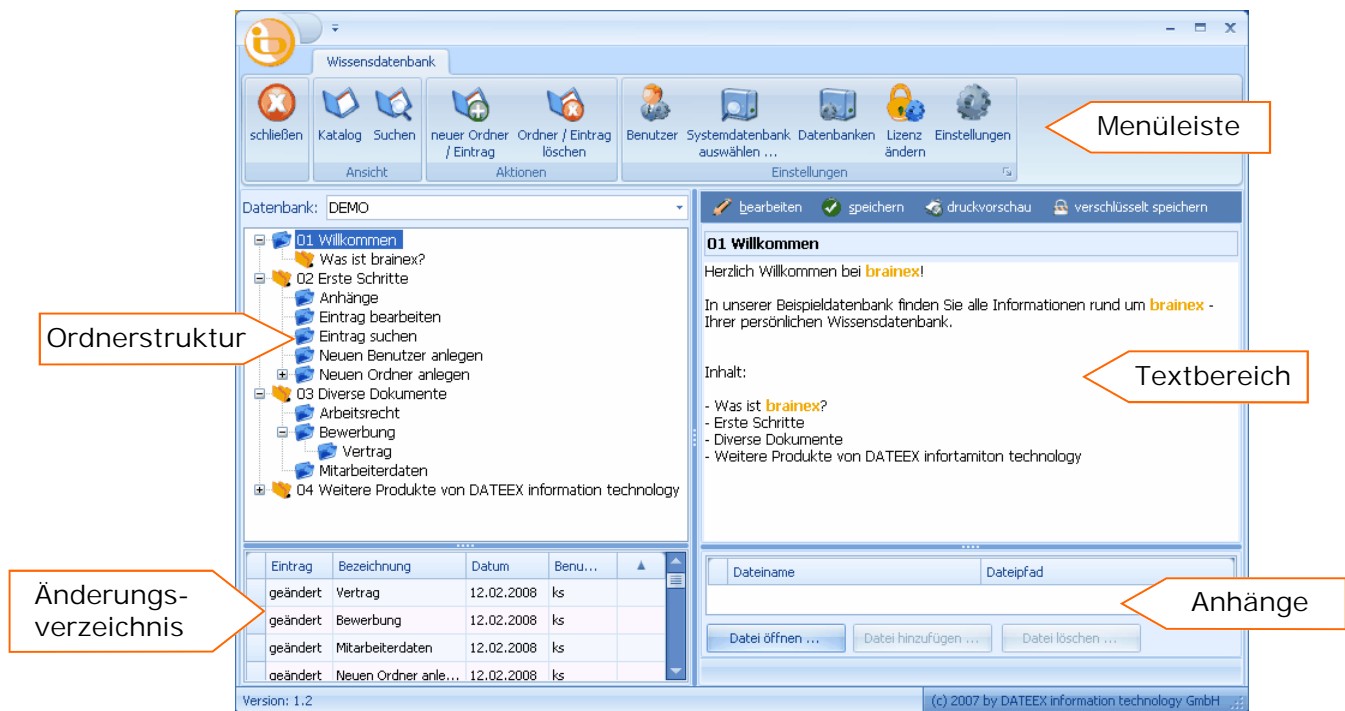 Wissensdatenbank
schließen
Katalog
Suchen
Ansicht
neuer Ordner
/ Eintrag
Ordner / Eintrag
löschen
Aktionen
Benutzer
Systemdatenbank
auswählen ...
Datenbanken
Lizenz
ändern
Einstellungen
Einstellungen
Menüleiste
Datenbank: DEMO
01 Willkommen
Was ist brainex?
02 Erste Schritte
Anhänge
Eintrag bearbeiten
Eintrag suchen
Neuen Benutzer anlegen
Neuen Ordner anlegen
03 Diverse Dokumente
Arbeitsrecht
Bewerbung
Vertrag
Mitarbeiterdaten
04 Weitere Produkte von DATEEX information technology
Ordnerstruktur
bearbeiten speichern druckvorschau verschlüsselt speichern
01 Willkommen
Herzlich Willkommen bei brainex!
In unserer Beispieldatenbank finden Sie alle Informationen rund um brainex -
Ihrer persönlichen Wissensdatenbank.
Inhalt:
- Was ist brainex?
- Erste Schritte
- Diverse Dokumente
- Weitere Produkte von DATEEX infortamiton technology
Textbereich
Eintrag Bezeichnung Datum Benu...
geändert Vertrag 12.02.2008 ks
geändert Bewerbung 12.02.2008 ks
geändert Mitarbeiterdaten 12.02.2008 ks
geändert Neuen Ordner anle... 12.02.2008 ks
Änderungs-
verzeichnis
Dateiname Dateipfad
Datei öffnen ... Datei hinzufügen ... Datei löschen ...
Anhänge
Version: 1.2
(c) 2007 by DATEEX information technology GmbH